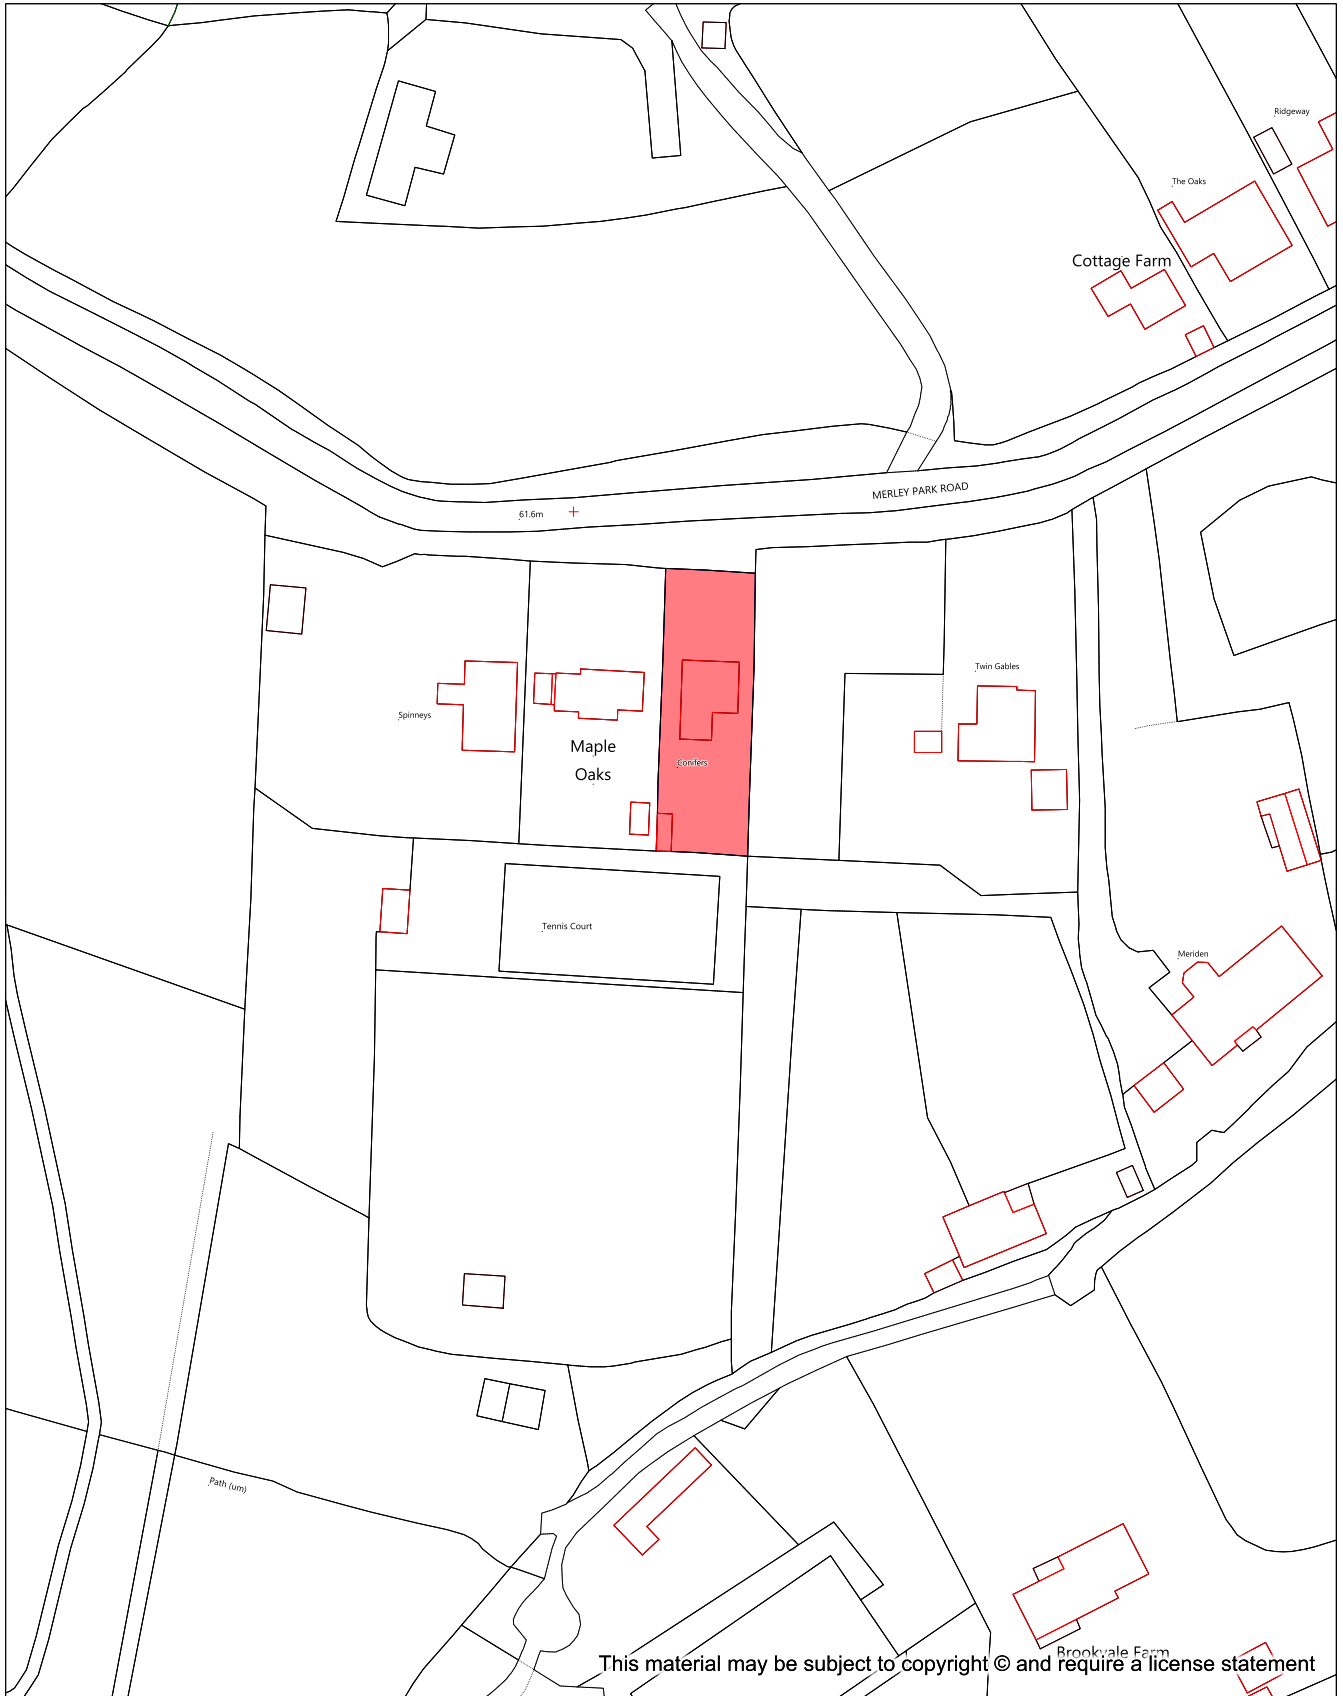 Ridgeway
The Oaks
Cottage Farm
MERLEY PARK ROAD
61.6m
Twin Gables
Spinneys
Maple
Oaks
Conifers
Tennis Court
Meriden
Path (um)
Brookvale Farm
This material may be subject to copyright © and require a license statement